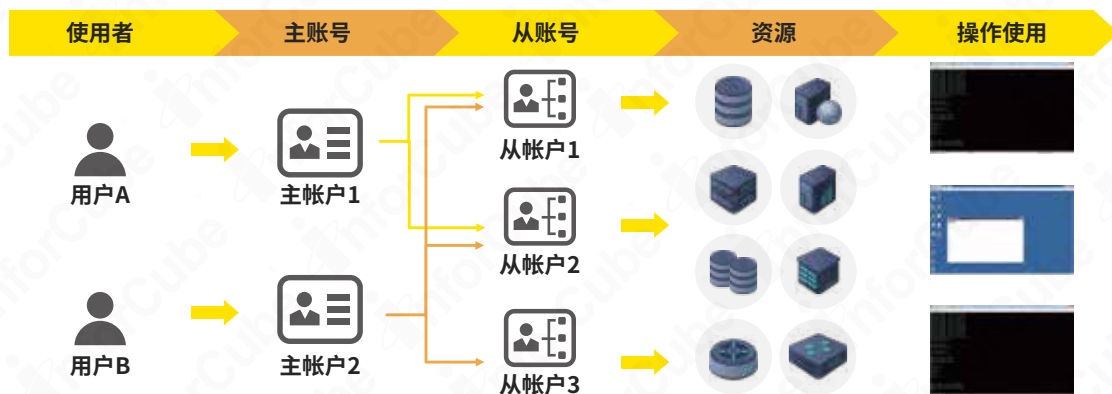 使用者
主账号
从账号
资源
操作使用
用户A
主帐户1
从帐户1
从帐户2
用户B
主帐户2
从帐户3
inforCube